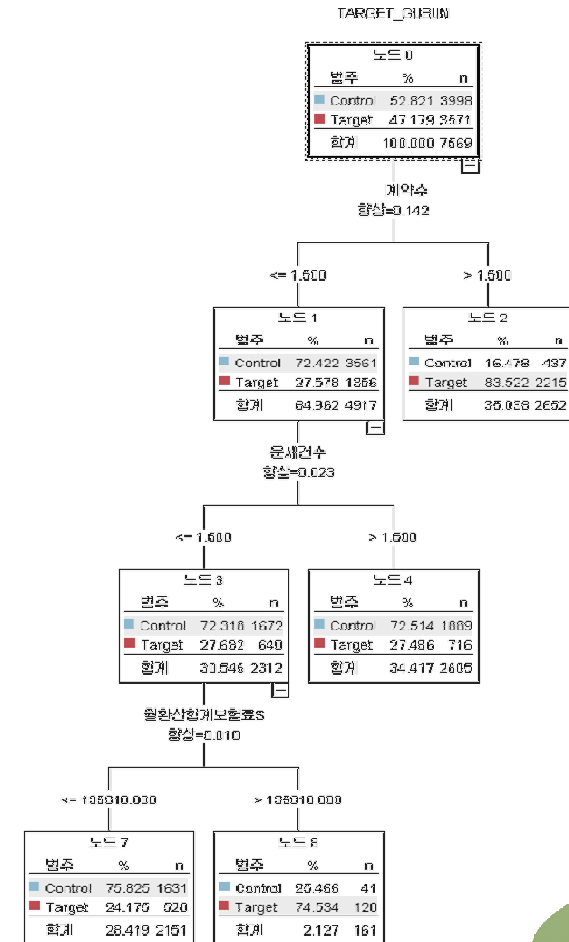 TARGET_GUBUN
노드 0
범주 % n
Control 52.821 3998
Target 47.179 3571
합계 100.000 7569
계약수
향상=0.142
<= 1.500 > 1.500
노드 1 노드 2
범주 % n 범주 % n
Control 72.422 3561 Control 16.478 437
Target 27.578 1356 Target 83.522 2215
합계 64.962 4917 합계 35.038 2652
운세건수
향상=0.023
<= 1.500 > 1.500
노드 3 노드 4
범주 % n 범주 % n
Control 72.318 1672 Control 72.514 1889
Target 27.682 640 Target 27.486 716
합계 30.546 2312 합계 34.417 2605
월환산합계보험료S
향상=0.010
노드 7 노드 8
범주 % n 범주 % n
Control 75.825 1631 Control 25.466 41
Target 24.175 520 Target 74.534 120
합계 28.419 2151 합계 2.127 161